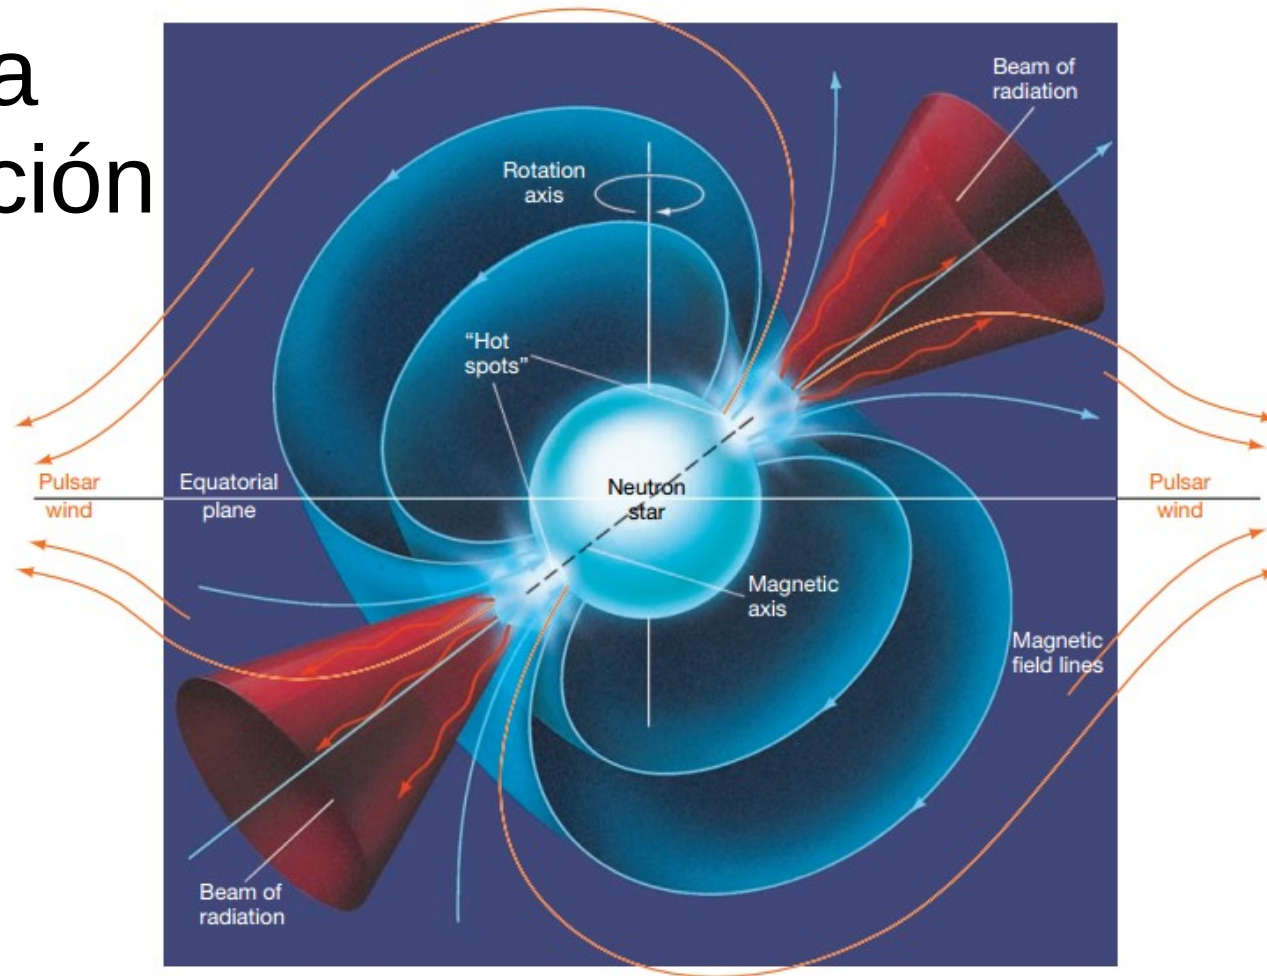 a
ción
Beam of
radiation
Rotation
axis
“Hot
spots”
Neutron
star
Pulsar
wind
Equatorial
plane
Pulsar
wind
Magnetic
axis
Magnetic
field lines
Beam of
radiation